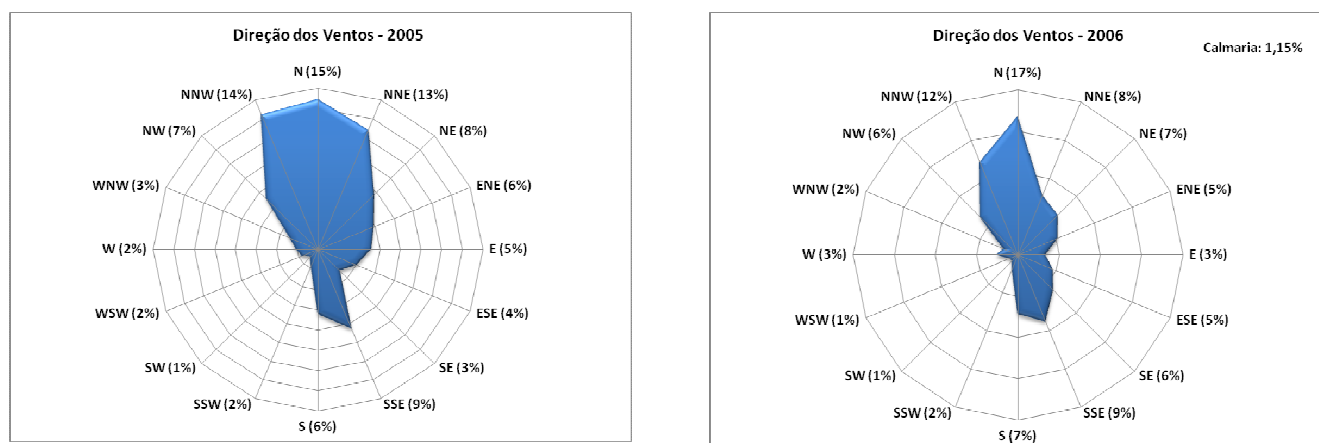 Direção dos Ventos - 2005
N (15%)
NNW (14%)
NNE (13%)
NW (7%)
NE (8%)
WNW (3%)
ENE (6%)
W (2%)
E (5%)
WSW (2%)
ESE (4%)
SW (1%)
SE (3%)
SSW (2%)
SSE (9%)
S (6%)
Direção dos Ventos - 2006
Calmaria: 1,15%
N (17%)
NNW (12%)
NNE (8%)
NW (6%)
NE (7%)
WNW (2%)
ENE (5%)
W (3%)
E (3%)
WSW (1%)
ESE (5%)
SW (1%)
SE (6%)
SSW (2%)
SSE (9%)
S (7%)